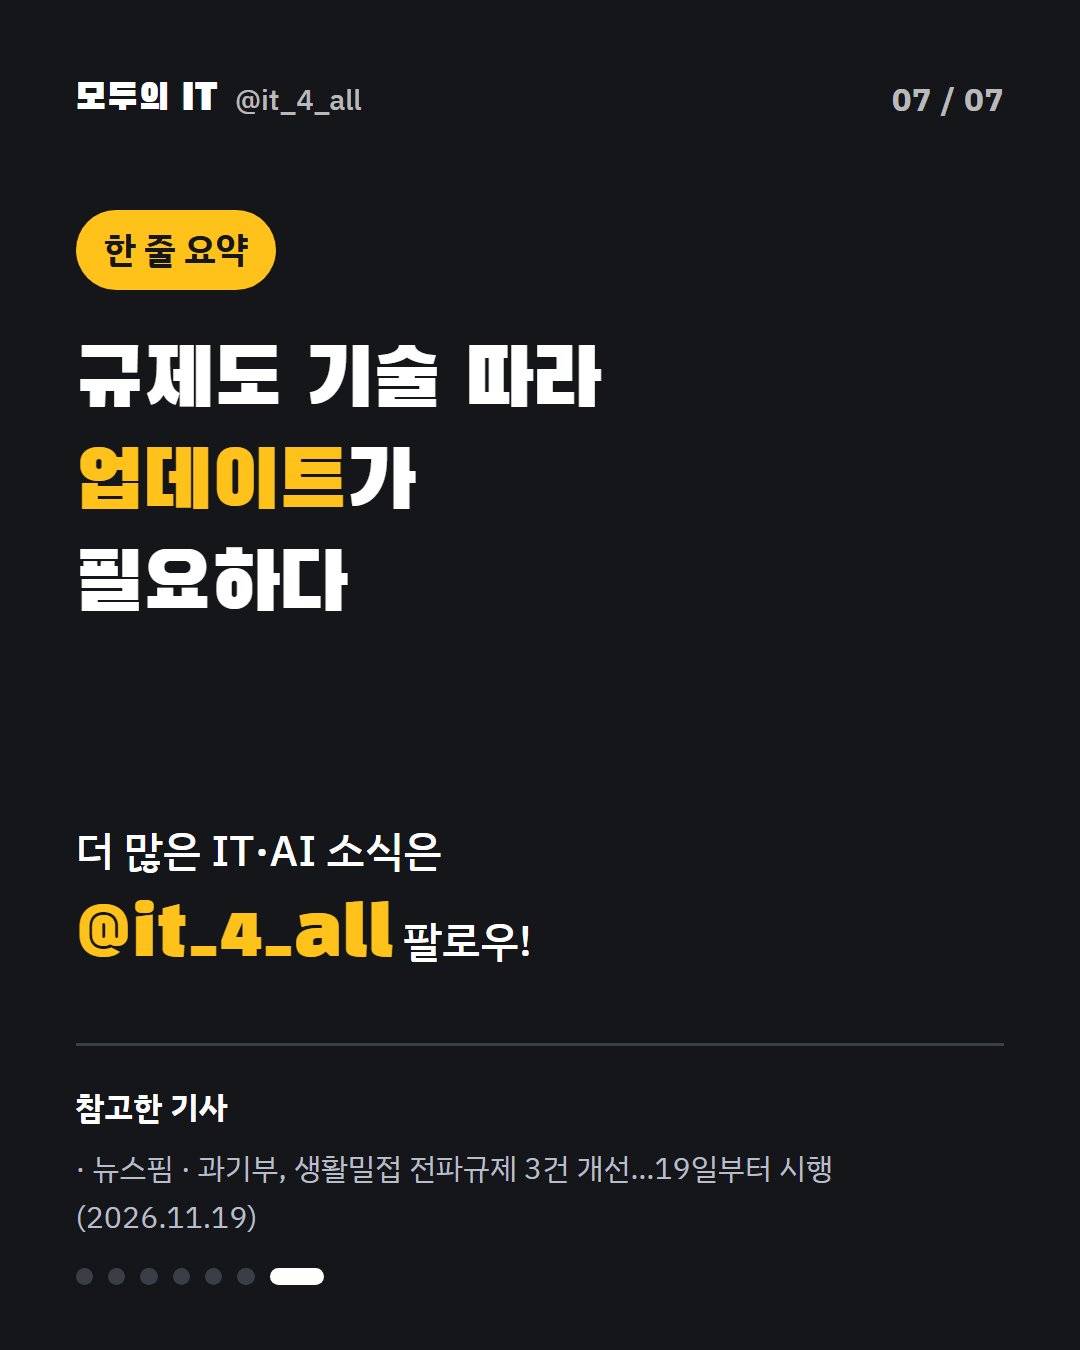 모두의 IT @it_4_all
07 / 07
한 줄 요약
규제도 기술 따라
업데이트가
필요하다
더 많은 IT·AI 소식은
@it_4_all 팔로우!
참고한 기사
· 뉴스핌 · 과기부, 생활밀접 전파규제 3건 개선...19일부터 시행
(2026.11.19)